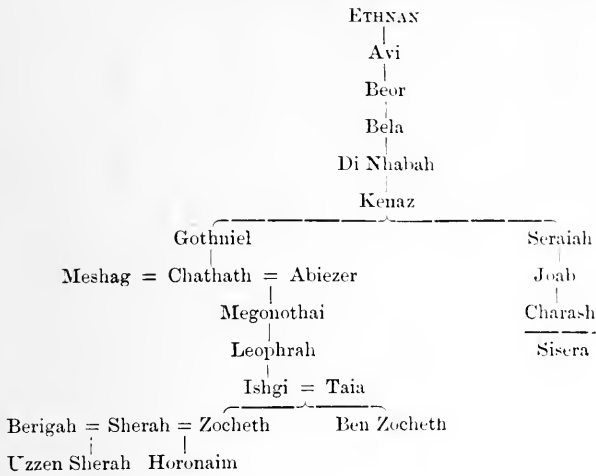 ETHNAN
Avi
Beor
Bela
Di Nhabah
Kenaz
Gothniel Seraiah
Meshag = Chathath = Abiezer Joab
Megonothai Charash
Leophrah Sisera
Ishgi = Taia
Berigah = Sherah = Zocheth Ben Zocheth
Uzzen Sherah Horonaim